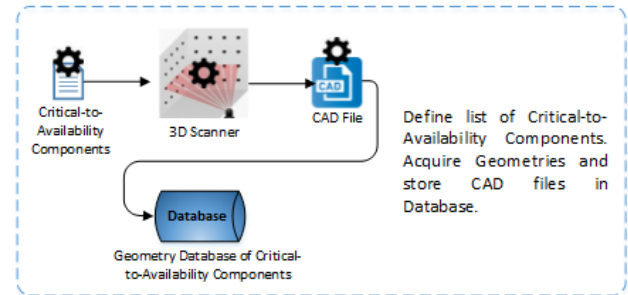 Critical-to-
Availability
Components
3D Scanner
CAD
CAD File
Define list of Critical-to-
Availability Components.
Acquire Geometries and
store CAD files in
Database.
Database
Geometry Database of Critical-
to-Availability Components